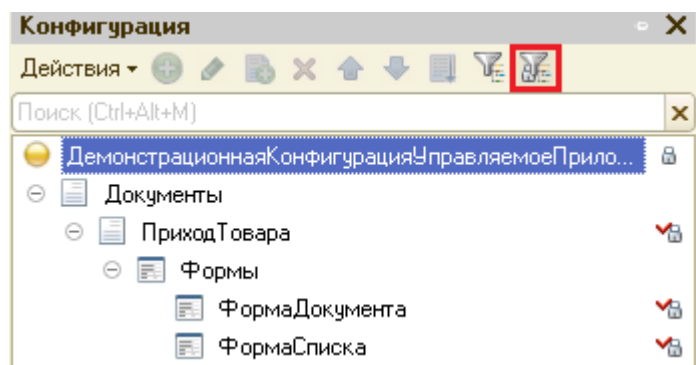 Конфигурация
Действия
Поиск (Ctrl+Alt+M)
ДемонстрационнаяКонфигурацияУправляемоеПрило...
Документы
ПриходТовара
Формы
ФормаДокумента
ФормаСписка